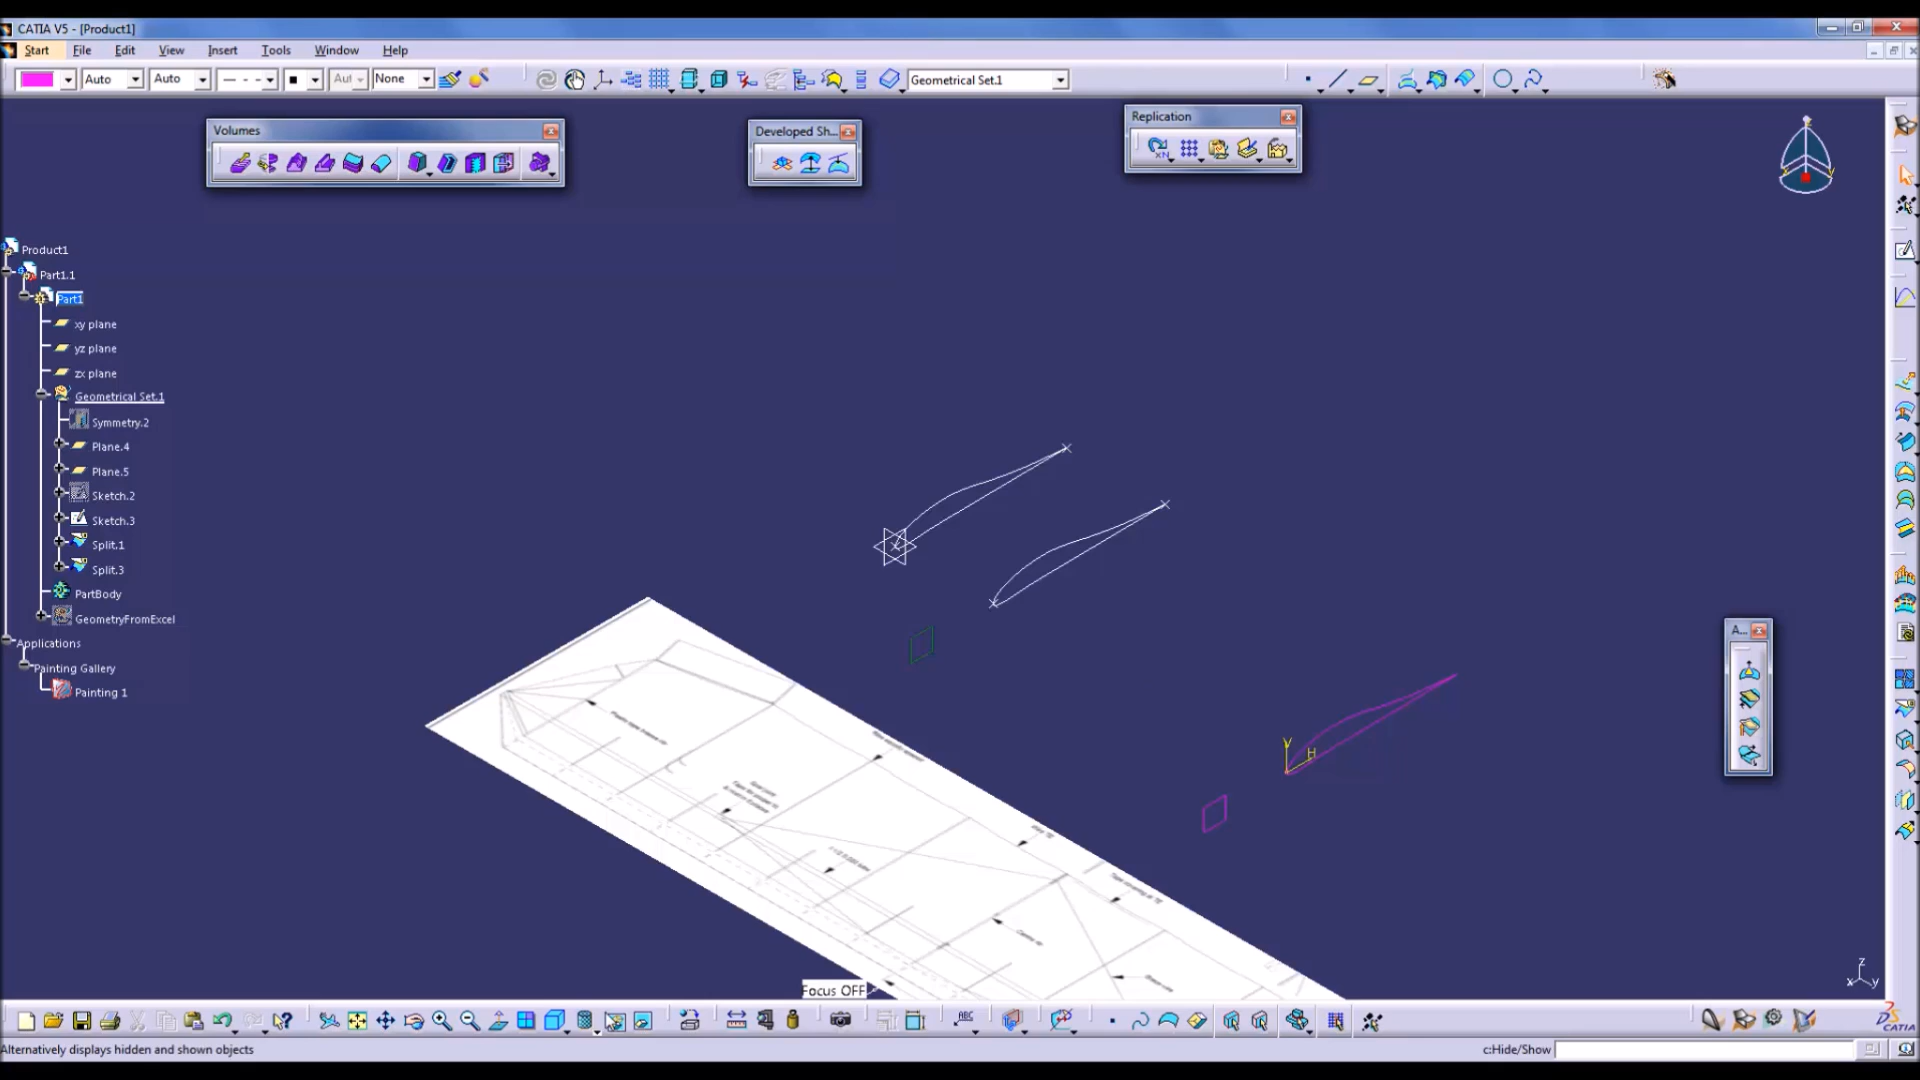 CATIA V5 - [Product1]
Start File Edit View Insert Tools Window Help
Auto Auto Aut None Geometrical Set.1
Volumes
Developed Sh...
Replication
Product1
Part1.1
Part1
xy plane
yz plane
zx plane
Geometrical Set.1
Symmetry.2
Plane.4
Plane.5
Sketch.2
Sketch.3
Split.1
Split.3
PartBody
GeometryFromExcel
Applications
Painting Gallery
Painting 1
A...
V
H
z
x y
Focus OFF
ABC
CATIA
Alternatively displays hidden and shown objects
c:Hide/Show